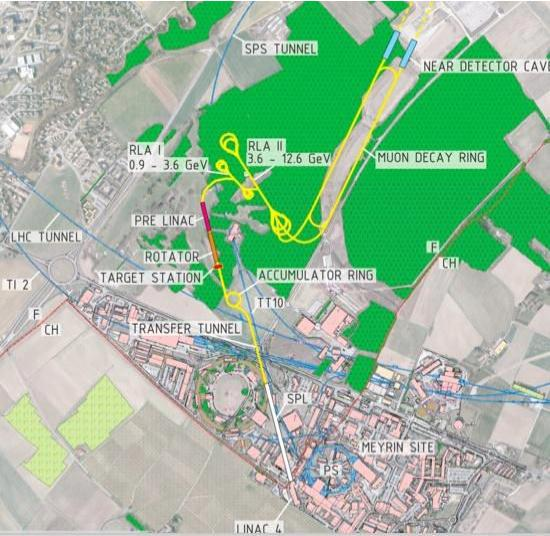 SPS TUNNEL
NEAR DETECTOR CAVE
RLA I
0.9 - 3.6 GeV
RLA II
3.6 - 12.6 GeV
MUON DECAY RING
PRE LINAC
LHC TUNNEL
ROTATOR
F
CH
TARGET STATION
ACCUMULATOR RING
TI 2
TT10
F
CH
TRANSFER TUNNEL
SPL
MEYRIN SITE
PS
LINAC 4